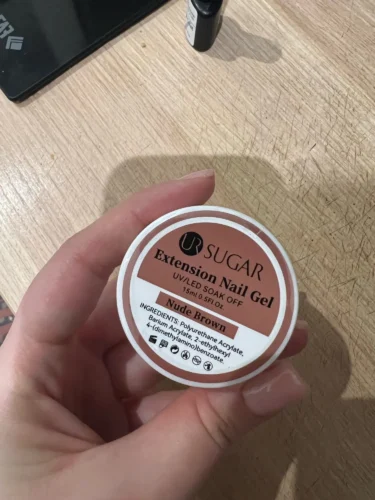 UR SUGAR
Extension Nail Gel
UV/LED SOAK OFF
15ml 0.5Fl Oz
Nude Brown
INGREDIENTS: Polyurethane Acrylate,
Barium Acrylate, 2-ethylhexyl
4-(dimethylamino)benzoate.